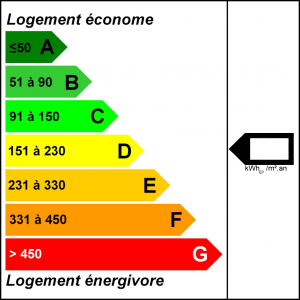 Logement économe
≤50 A
51 à 90 B
91 à 150 C
151 à 230 D
231 à 330 E
331 à 450 F
> 450 G
kWhEP /m².an
Logement énergivore